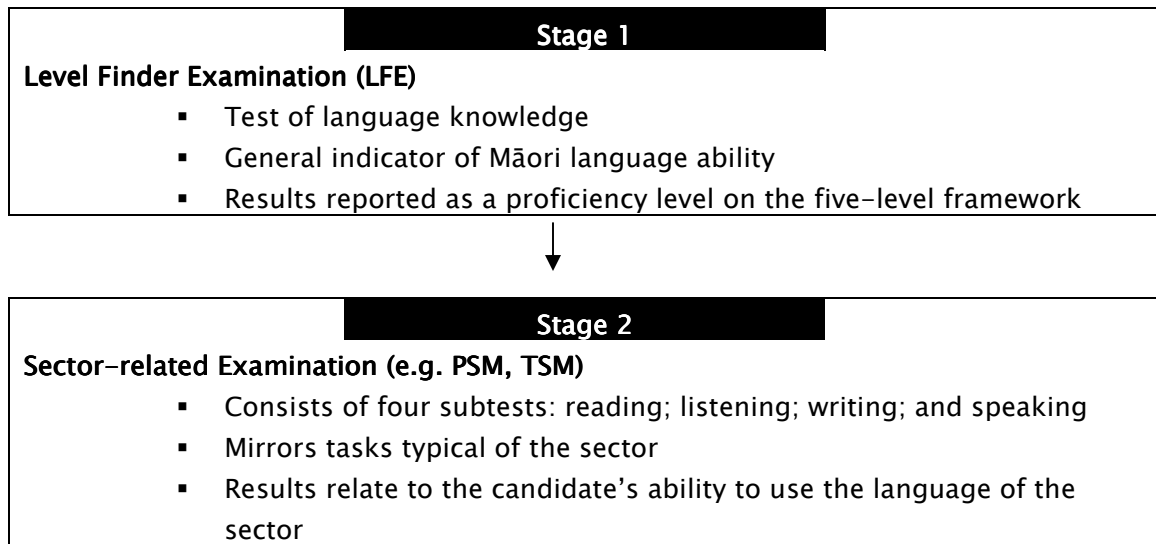 Stage 1
Level Finder Examination (LFE)
▪ Test of language knowledge
▪ General indicator of Māori language ability
▪ Results reported as a proficiency level on the five-level framework
Stage 2
Sector-related Examination (e.g. PSM, TSM)
▪ Consists of four subtests: reading; listening; writing; and speaking
▪ Mirrors tasks typical of the sector
▪ Results relate to the candidate's ability to use the language of the
sector